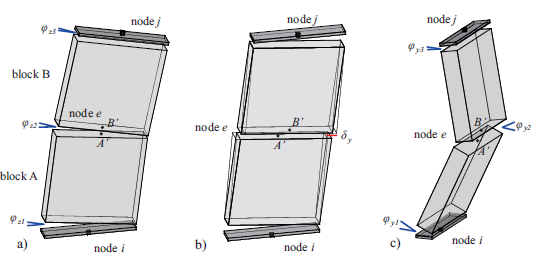 node j
φz3
block B
node e
B'
φz2
A'
block A
φz1
a)
node i
node j
node e
B'
δy
A'
b)
node i
node j
φy3
B'
node e
φy2
A'
φy1
c)
node i